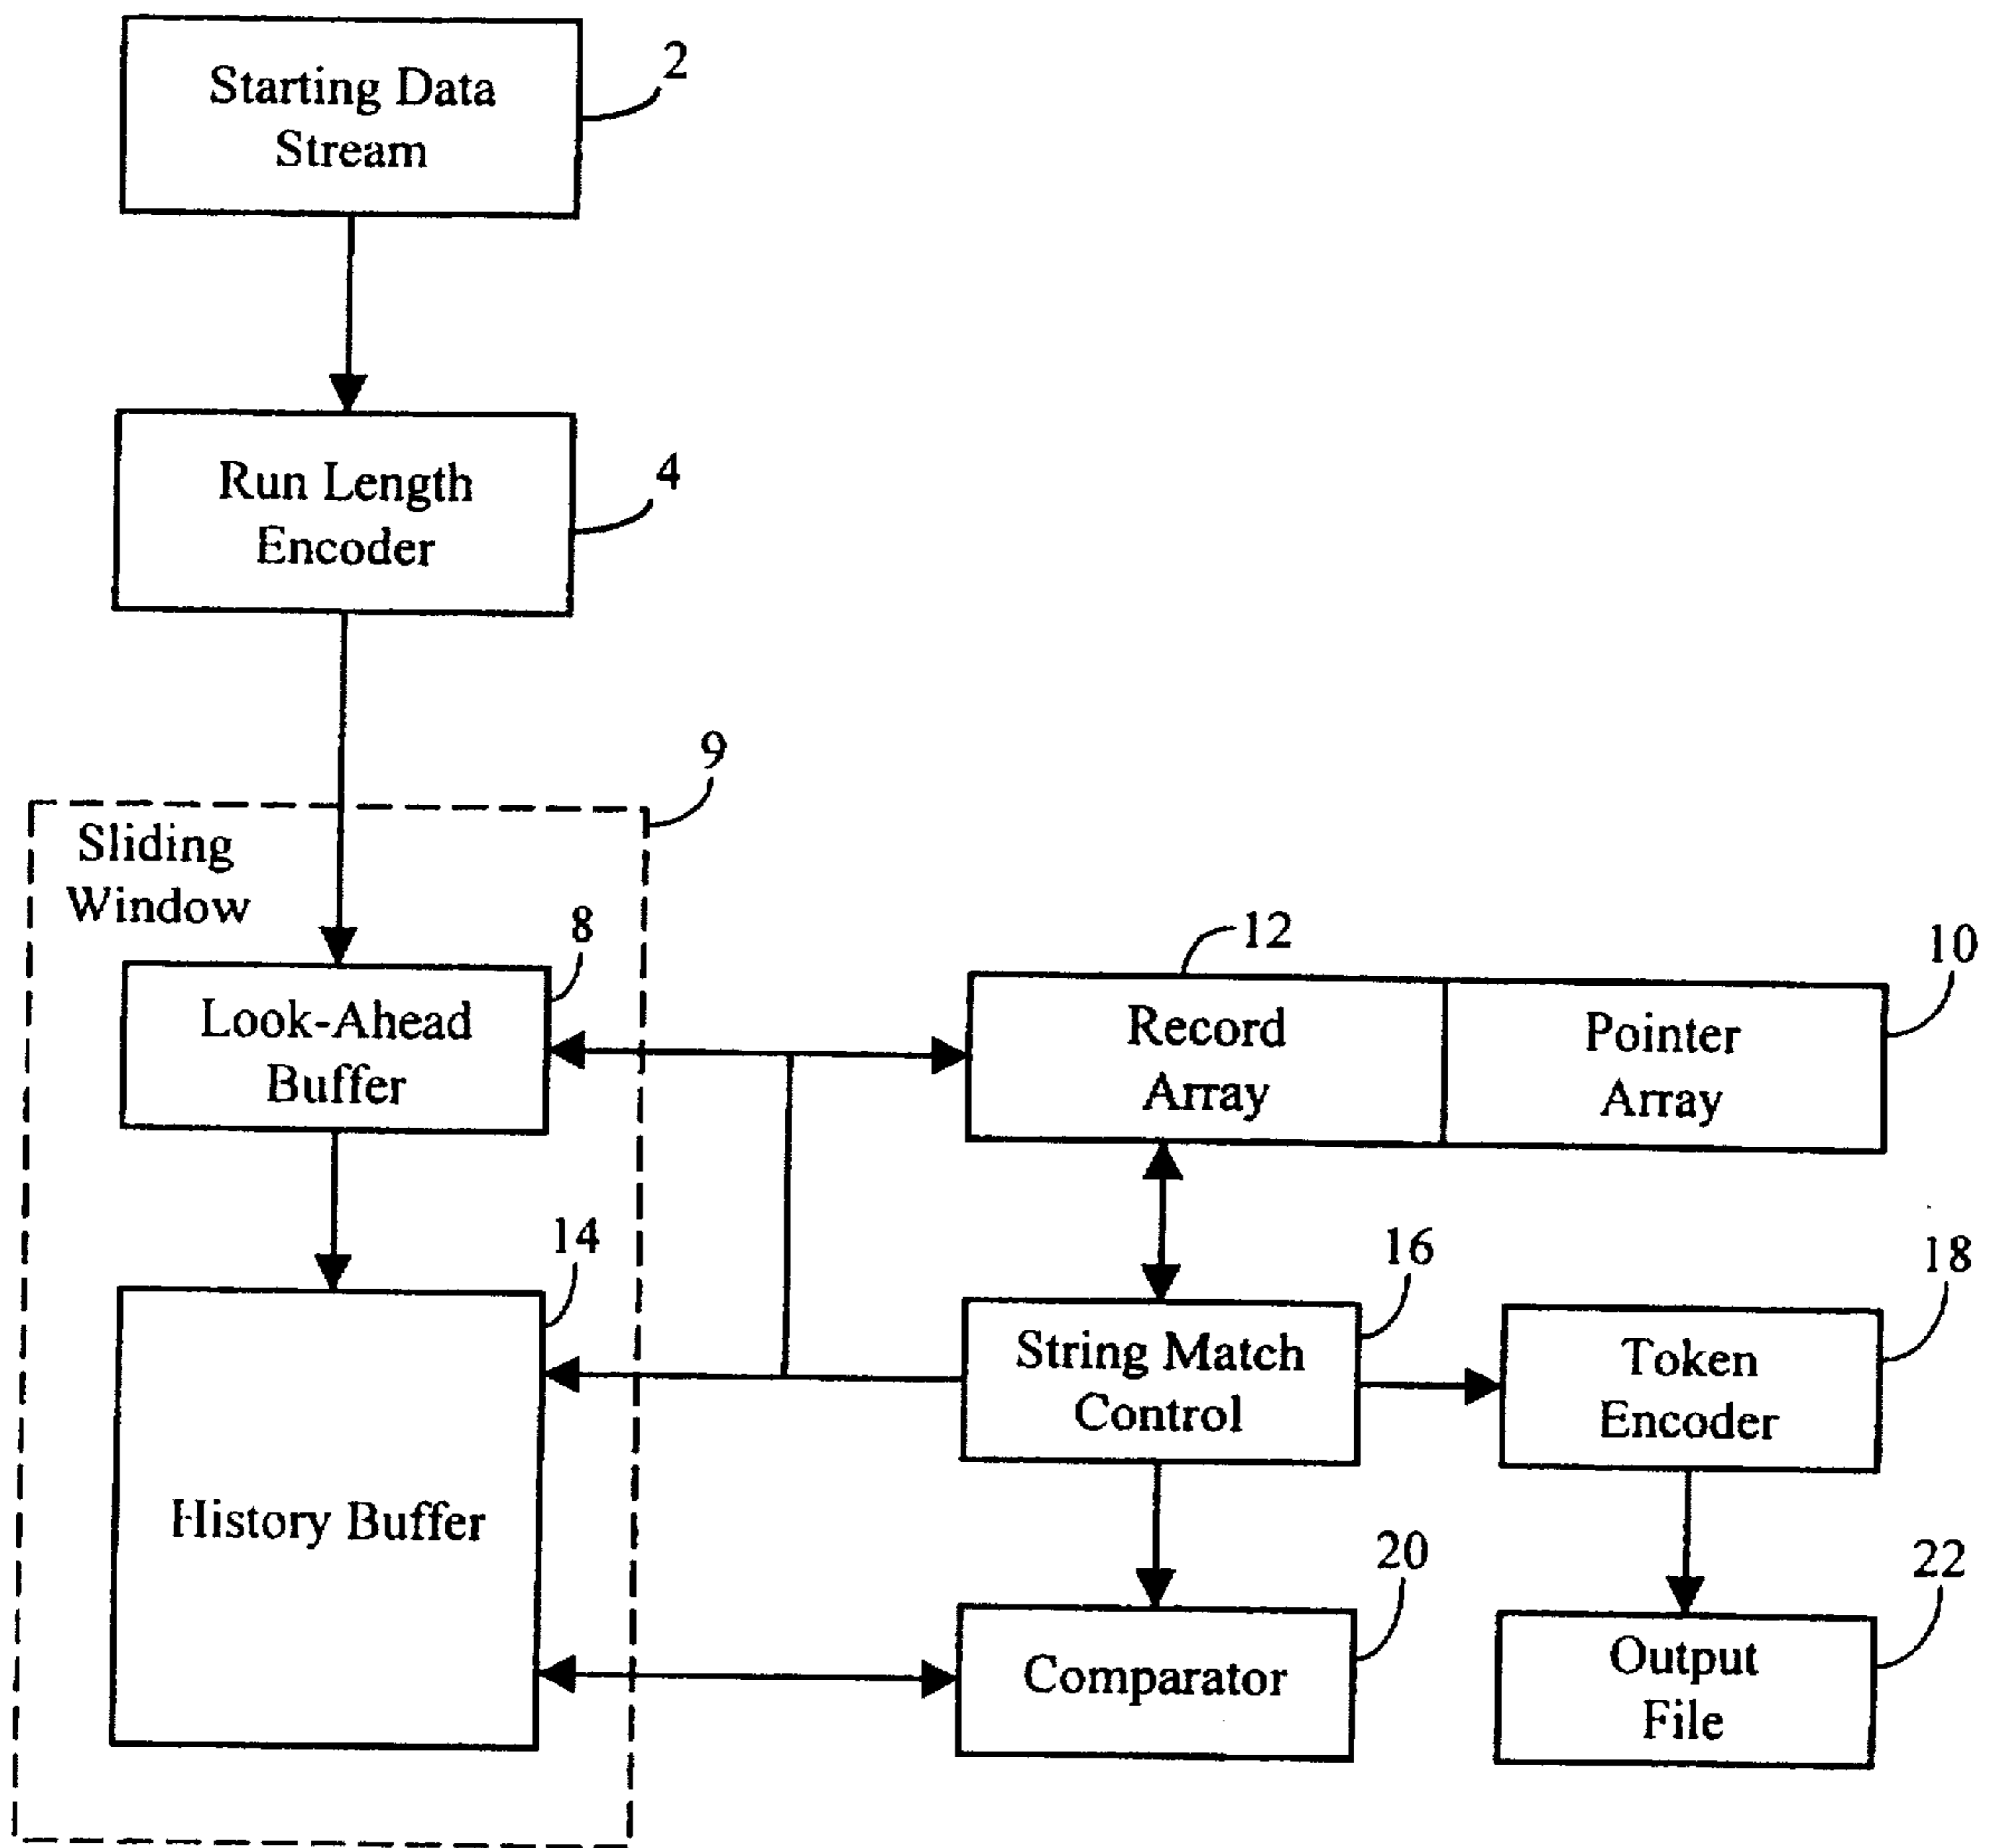 Starting Data
Stream
2
Run Length
Encoder
4
Sliding
Window
9
Look-Ahead
Buffer
8
12
Record
Array
10
Pointer
Array
14
History Buffer
16
String Match
Control
18
Token
Encoder
20
Comparator
22
Output
File